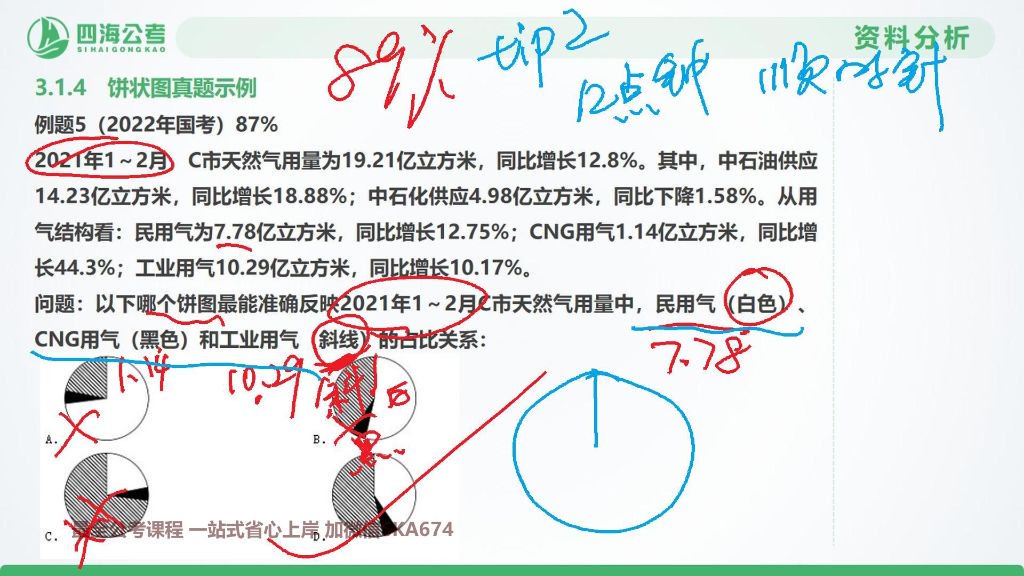 四海公考
SIHAIGONGKAO
资料分析
89%
tip 2
12点钟 顺时针
3.1.4 饼状图真题示例
例题5（2022年国考）87%
2021年1～2月 C市天然气用量为19.21亿立方米，同比增长12.8%。其中，中石油供应
14.23亿立方米，同比增长18.88%；中石化供应4.98亿立方米，同比下降1.58%。从用
气结构看：民用气为7.78亿立方米，同比增长12.75%；CNG用气1.14亿立方米，同比增
长44.3%；工业用气10.29亿立方米，同比增长10.17%。
问题：以下哪个饼图最能准确反映2021年1～2月C市天然气用量中，民用气（白色）、
CNG用气（黑色）和工业用气（斜线）的占比关系：
7.78
1.14
10.29
斜
白
黑
A.
B.
C.
D.
考课程 一站式省心上岸 加微信 KA674